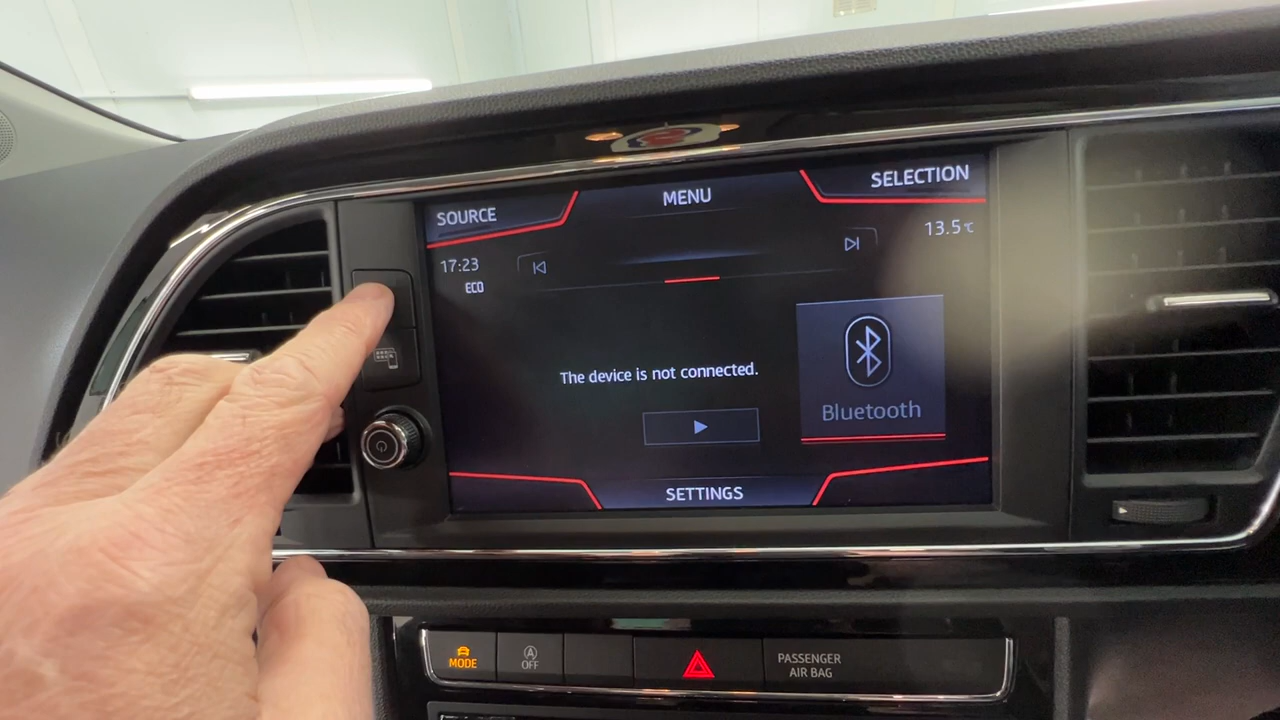 SOURCE
MENU
SELECTION
17:23
13.5°C
ECO
The device is not connected.
Bluetooth
SETTINGS
MODE
A
OFF
PASSENGER
AIR BAG